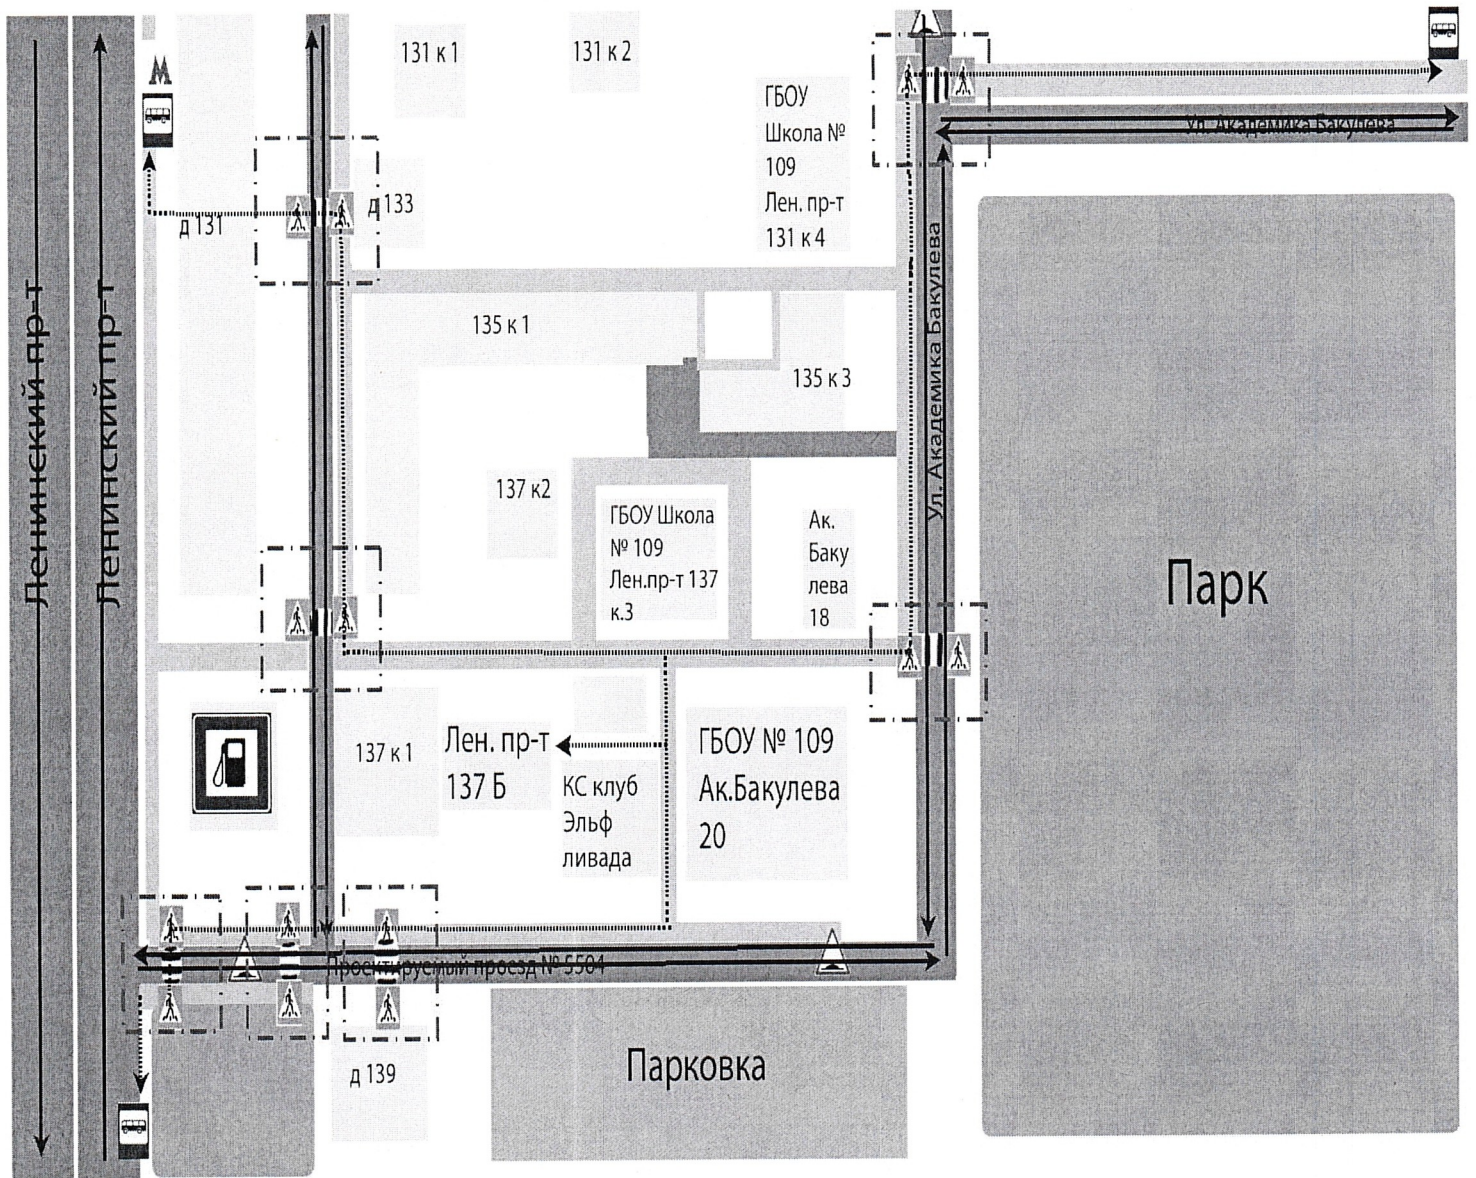 131 к 1
131 к 2
ГБОУ
Школа №
109
Лен. пр-т
131 к 4
Ул. Академика Бакулева
д 131
д 133
Ленинский пр-т
Ленинский пр-т
135 к 1
135 к 3
Ул. Академика Бакулева
137 к2
ГБОУ Школа
№ 109
Лен.пр-т 137
к.3
Ак.
Баку
лева
18
Парк
137 к 1
Лен. пр-т
137 Б
КС клуб
Эльф
ливада
ГБОУ № 109
Ак.Бакулева
20
Проектируемый проезд № 5504
д 139
Парковка